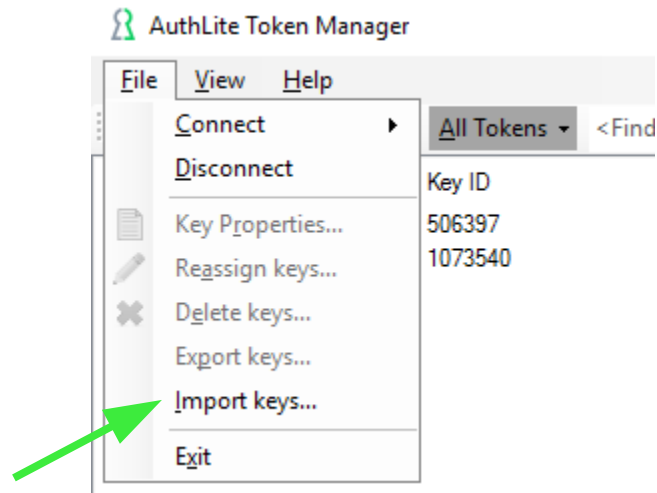 AuthLite Token Manager
File View Help
Connect
All Tokens
<Find
Disconnect
Key ID
Key Properties...
506397
Reassign keys...
1073540
Delete keys...
Export keys...
Import keys...
Exit